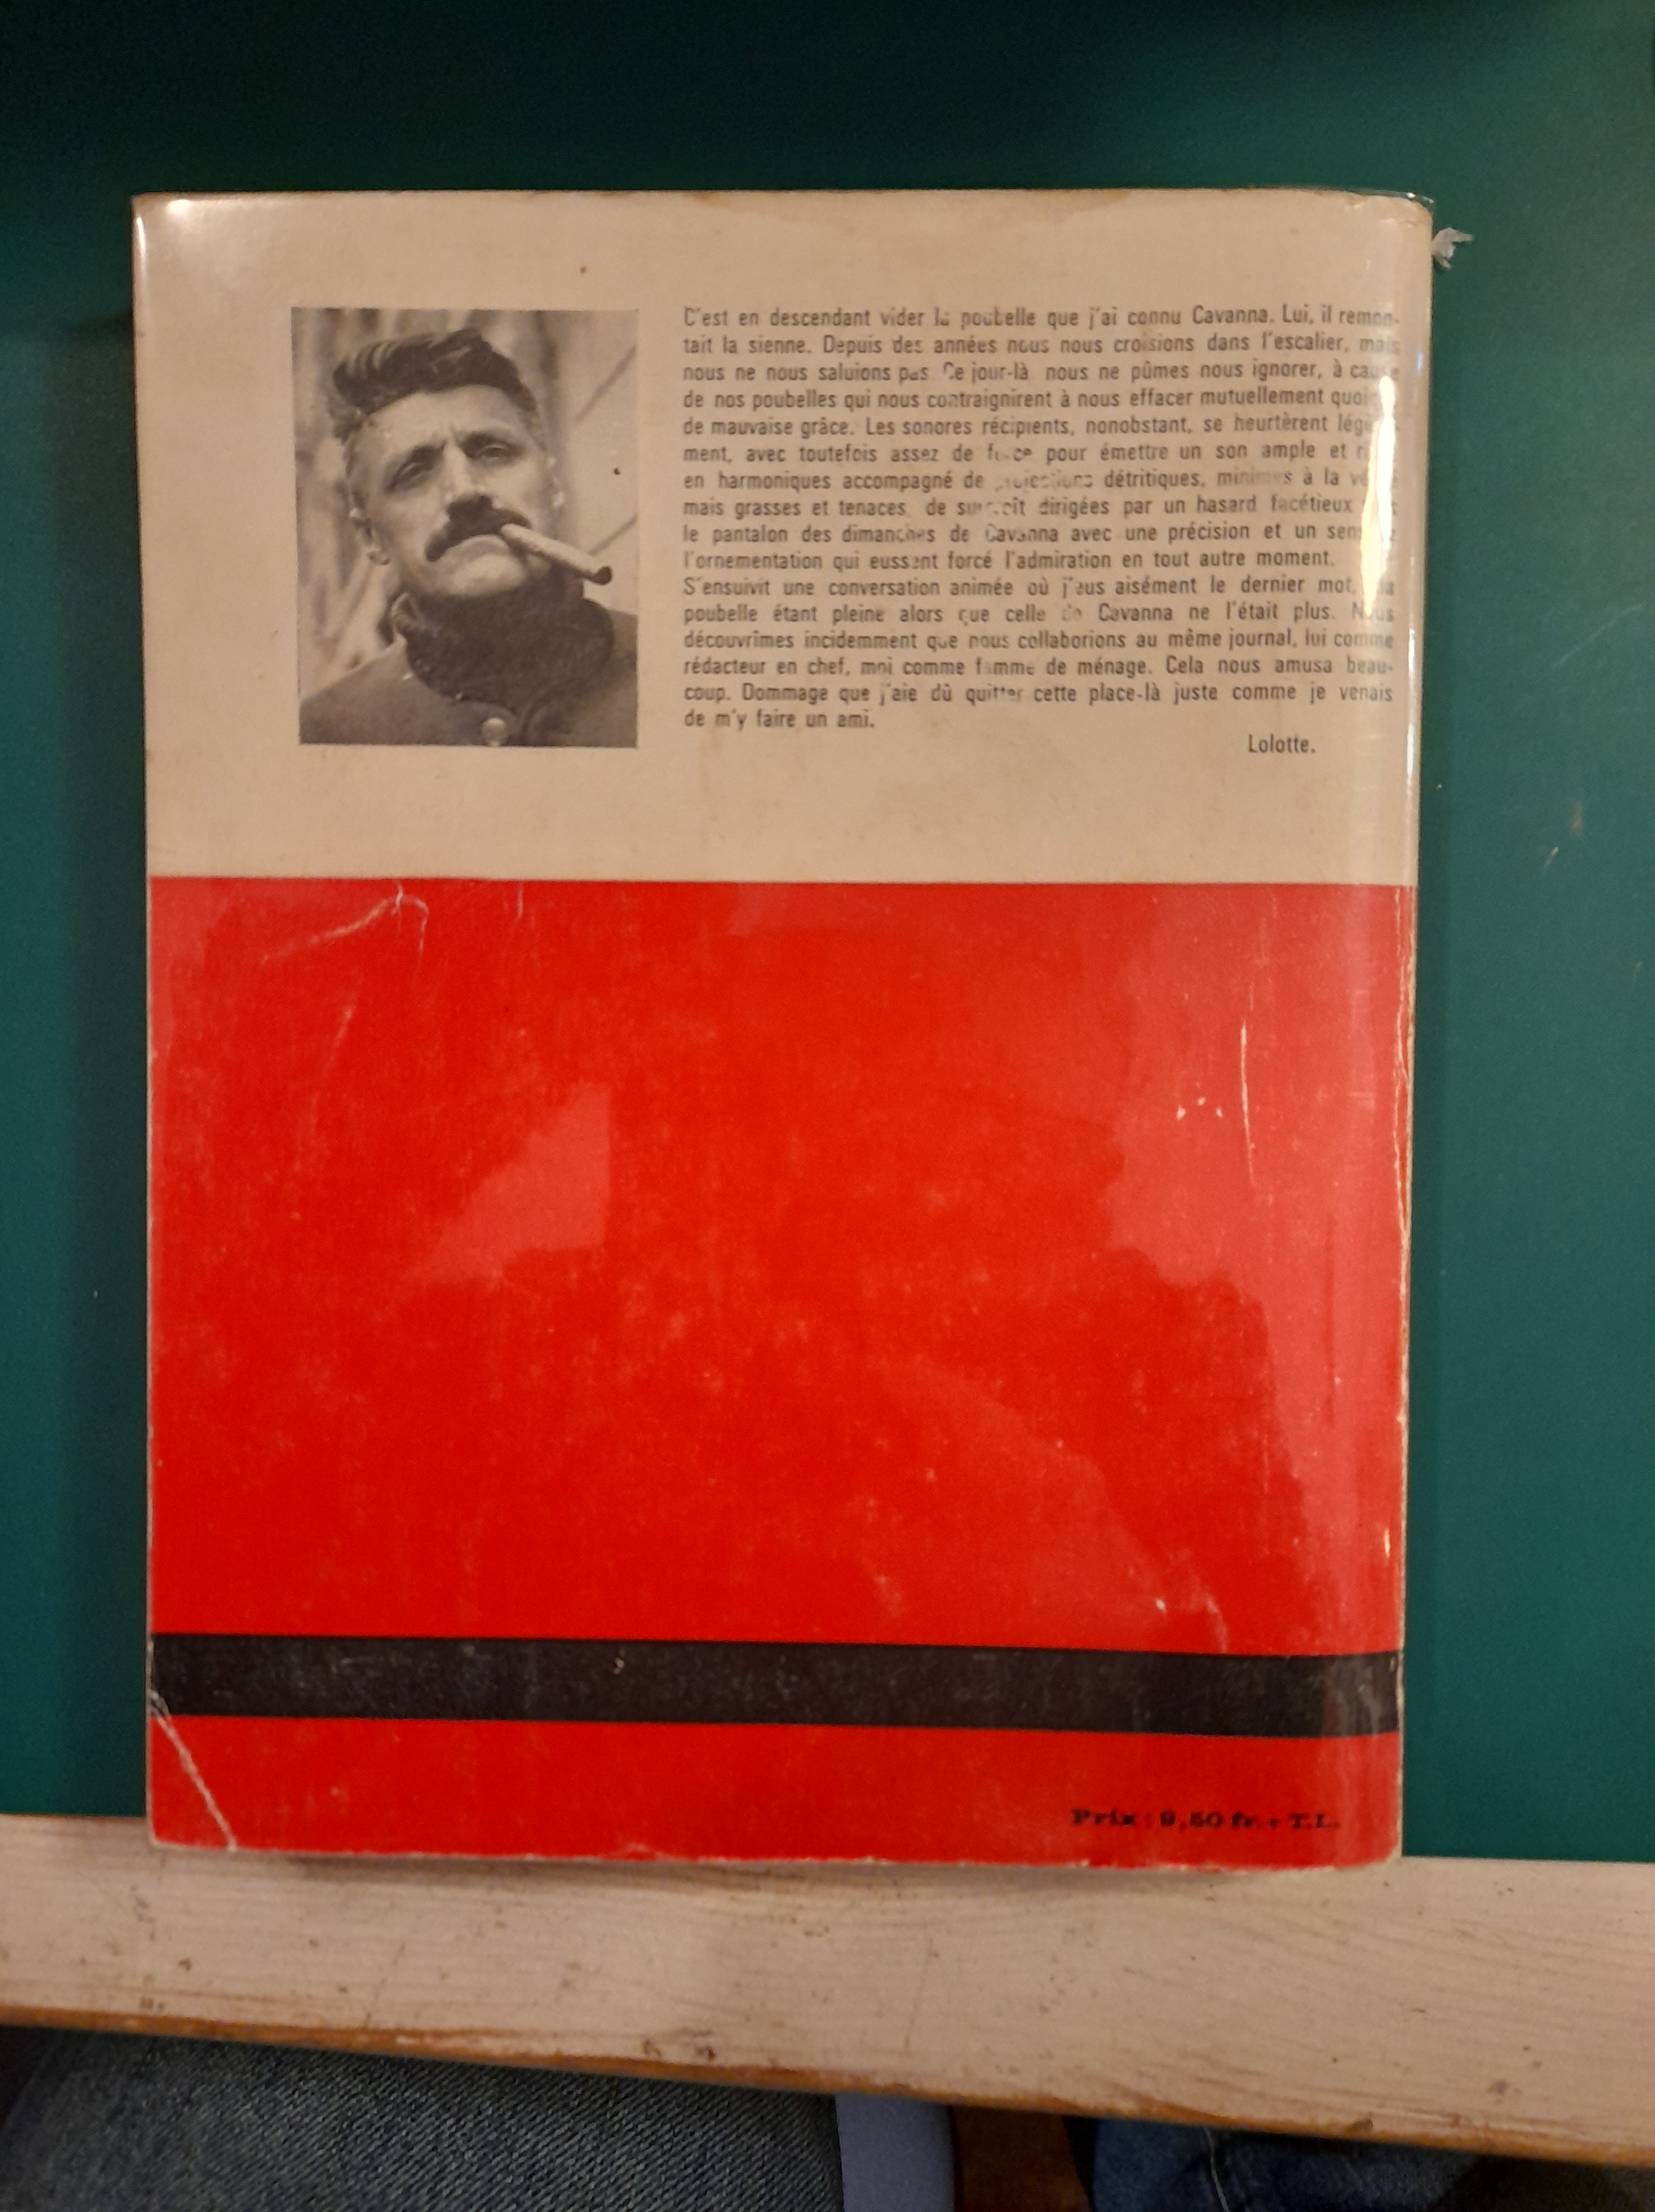 C'est en descendant vider la poubelle que j'ai connu Cavanna. Lui, il remon-
tait la sienne. Depuis des années nous nous croisions dans l'escalier, mais
nous ne nous saluions pas. Ce jour-là nous ne pûmes nous ignorer, à cause
de nos poubelles qui nous contraignirent à nous effacer mutuellement
de mauvaise grâce. Les sonores récipients, nonobstant, se heurtèrent
ment, avec toutefois assez de force pour émettre un son ample et
en harmoniques accompagné de projections détritiques, minimes à la
mais grasses et tenaces, de surcroît dirigées par un hasard facétieux
le pantalon des dimanches de Cavanna avec une précision et un
l'ornementation qui eussent forcé l'admiration en tout autre moment.
S'ensuivit une conversation animée où j'eus aisément le dernier mot,
poubelle étant pleine alors que celle de Cavanna ne l'était plus. Nous
découvrîmes incidemment que nous collaborions au même journal, lui comme
rédacteur en chef, moi comme femme de ménage. Cela nous amusa beau-
coup. Dommage que j'aie dû quitter cette place-là juste comme je venais
de m'y faire un ami.
Lolotte.
Prix : 9,50 fr. + T.L.